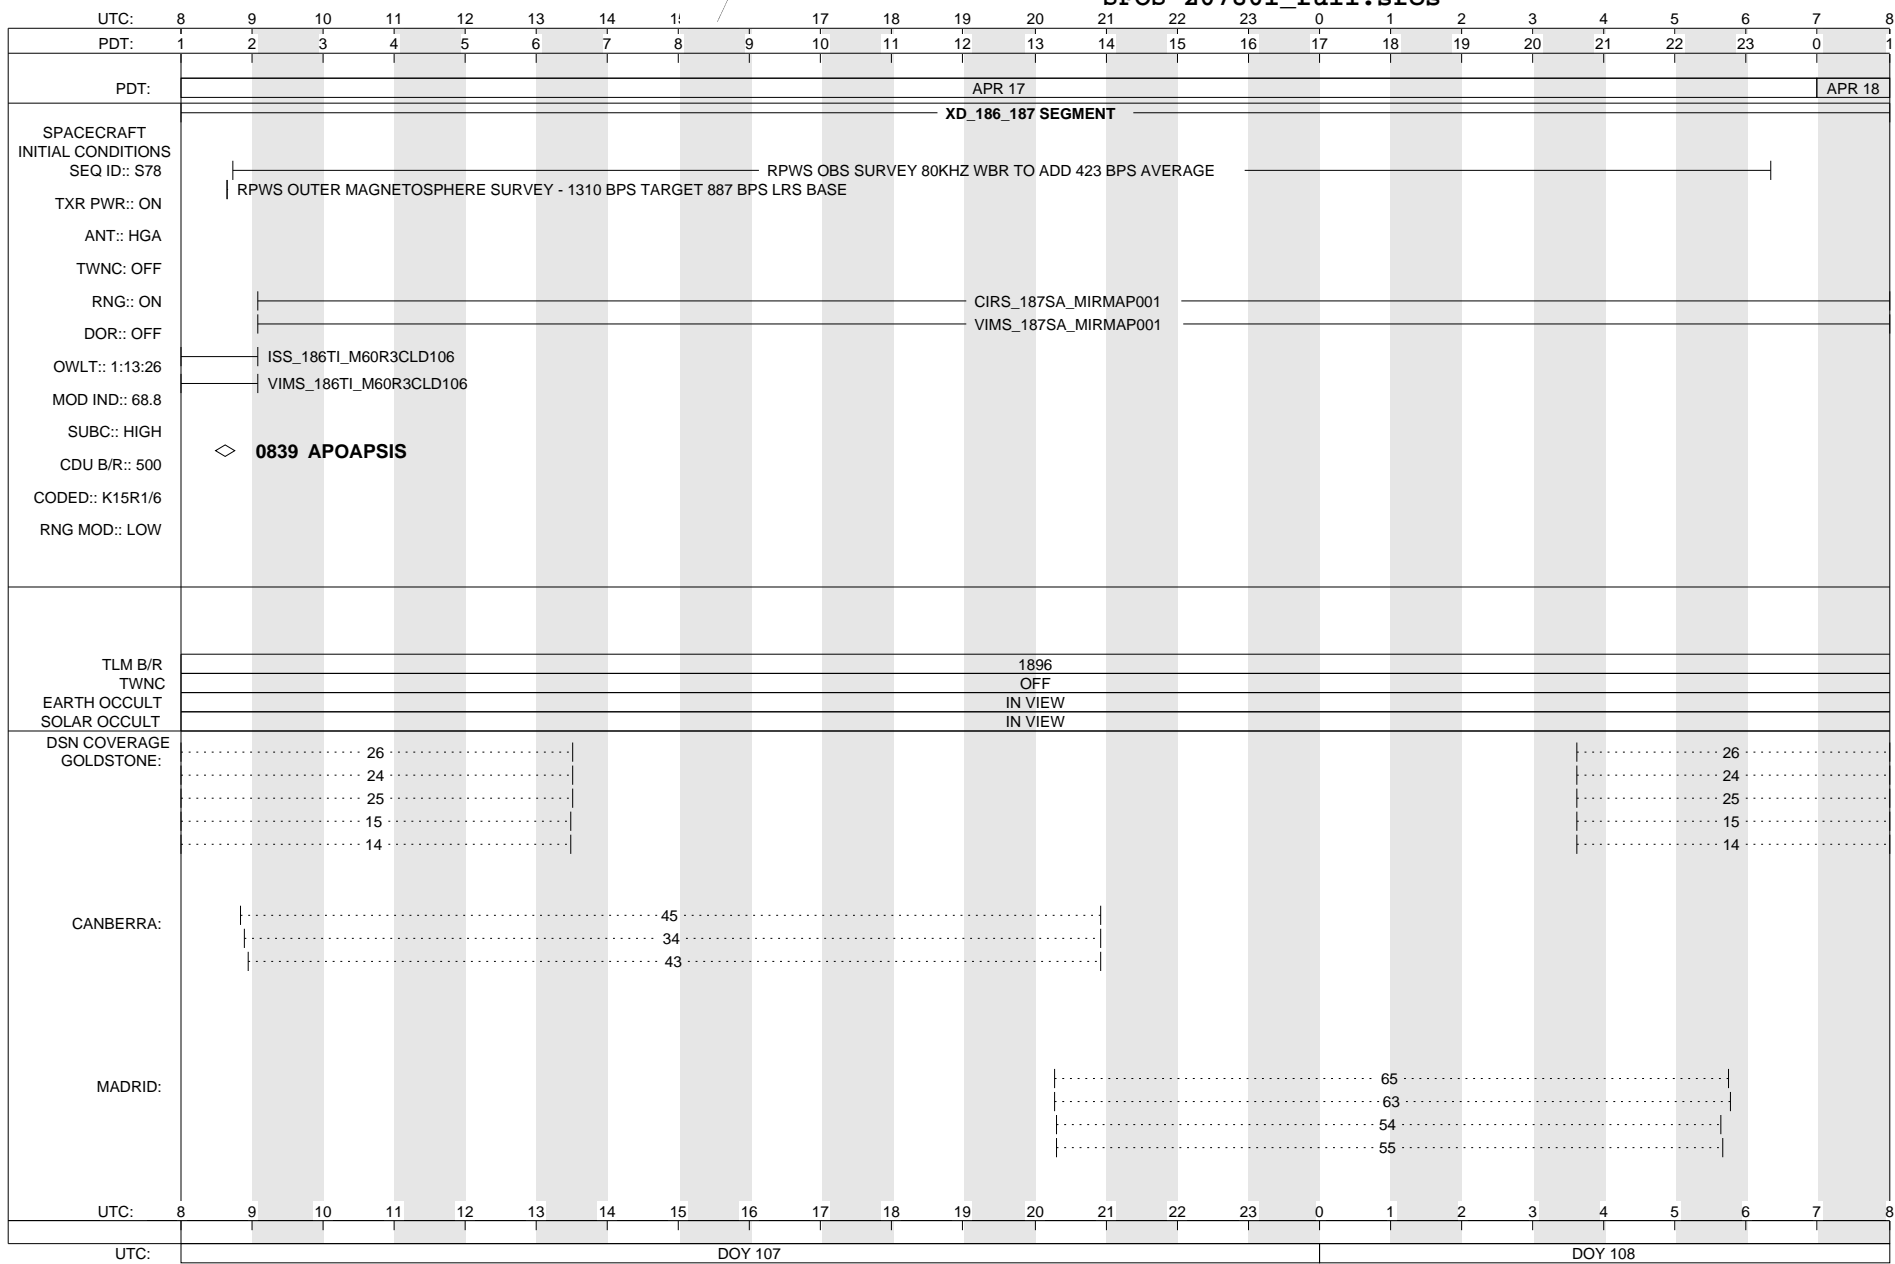 UTC: 8 9 10 11 12 13 14 17 18 19 20 21 22 23 0 1 2 3 4 5 6 7 8
PDT: 1 2 3 4 5 6 7 8 9 10 11 12 13 14 15 16 17 18 19 20 21 22 23 0 1
PDT: APR 17 APR 18
XD_186_187 SEGMENT
SPACECRAFT
INITIAL CONDITIONS
SEQ ID:: S78
RPWS OBS SURVEY 80KHZ WBR TO ADD 423 BPS AVERAGE
RPWS OUTER MAGNETOSPHERE SURVEY - 1310 BPS TARGET 887 BPS LRS BASE
TXR PWR:: ON
ANT:: HGA
TWNC: OFF
RNG:: ON
CIRS_187SA_MIRMAP001
VIMS_187SA_MIRMAP001
DOR:: OFF
ISS_186TI_M60R3CLD106
OWLT:: 1:13:26
VIMS_186TI_M60R3CLD106
MOD IND:: 68.8
SUBC:: HIGH
0839 APOAPSIS
CDU B/R:: 500
CODED:: K15R1/6
RNG MOD:: LOW
TLM B/R 1896
TWNC OFF
EARTH OCCULT IN VIEW
SOLAR OCCULT IN VIEW
DSN COVERAGE
GOLDSTONE:
26 26
24 24
25 25
15 15
14 14
CANBERRA:
45
34
43
MADRID:
65
63
54
55
UTC: 8 9 10 11 12 13 14 15 16 17 18 19 20 21 22 23 0 1 2 3 4 5 6 7 8
UTC: DOY 107 DOY 108